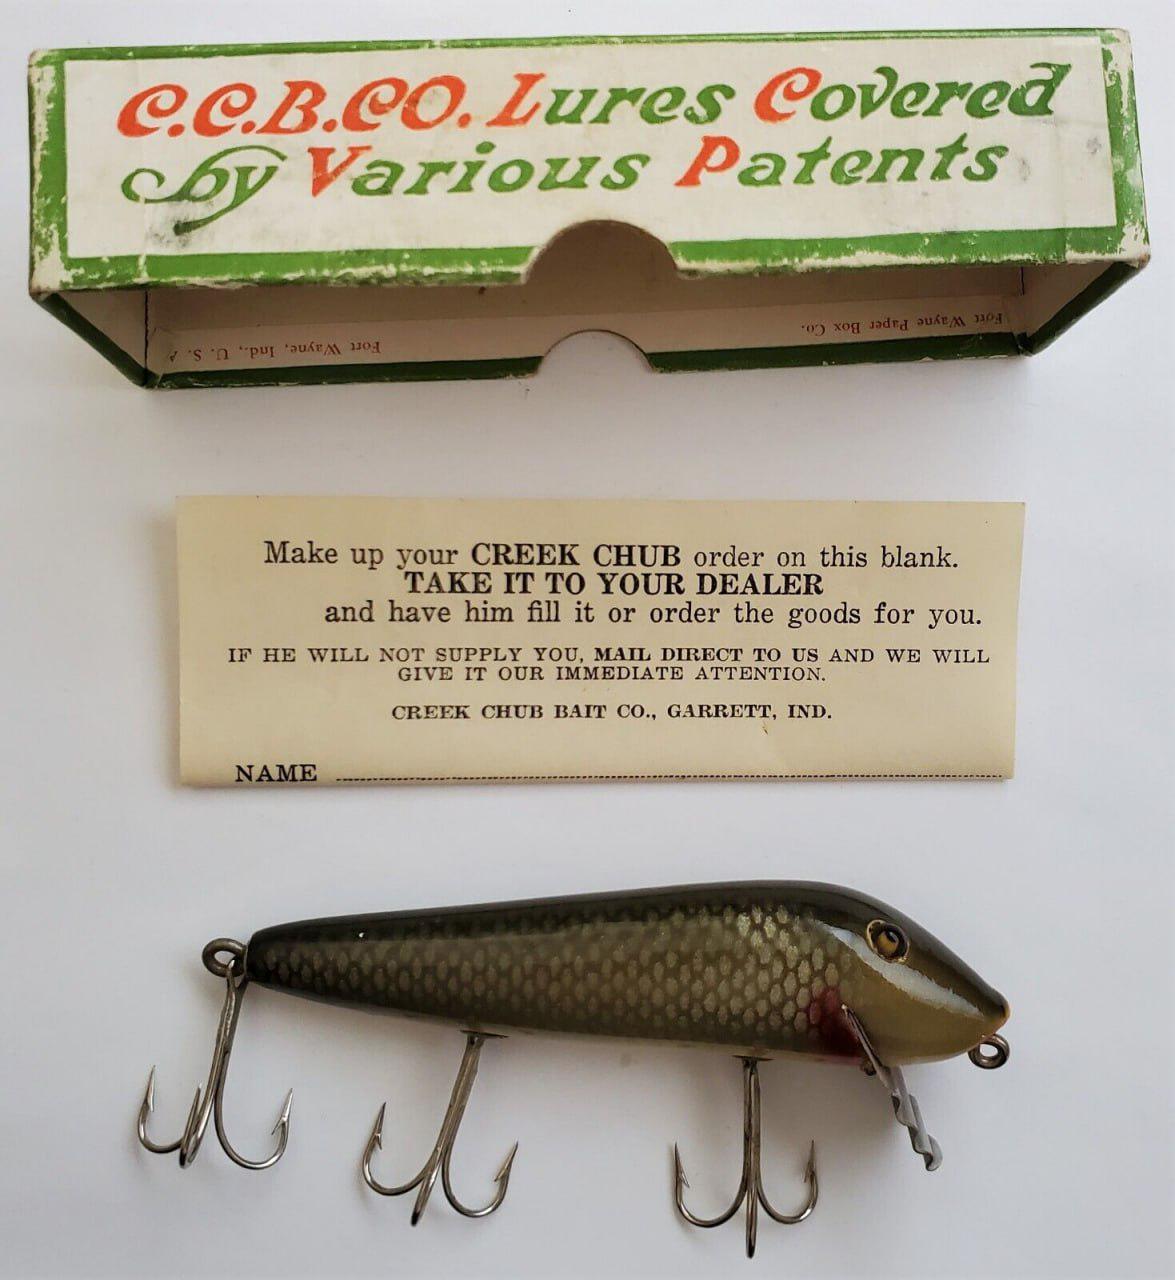 C.C.B.CO. Lures Covered
by Various Patents
Fort Wayne Paper Box Co.
Fort Wayne, Ind., U. S. A
Make up your CREEK CHUB order on this blank.
TAKE IT TO YOUR DEALER
and have him fill it or order the goods for you.
IF HE WILL NOT SUPPLY YOU, MAIL DIRECT TO US AND WE WILL
GIVE IT OUR IMMEDIATE ATTENTION.
CREEK CHUB BAIT CO., GARRETT, IND.
NAME